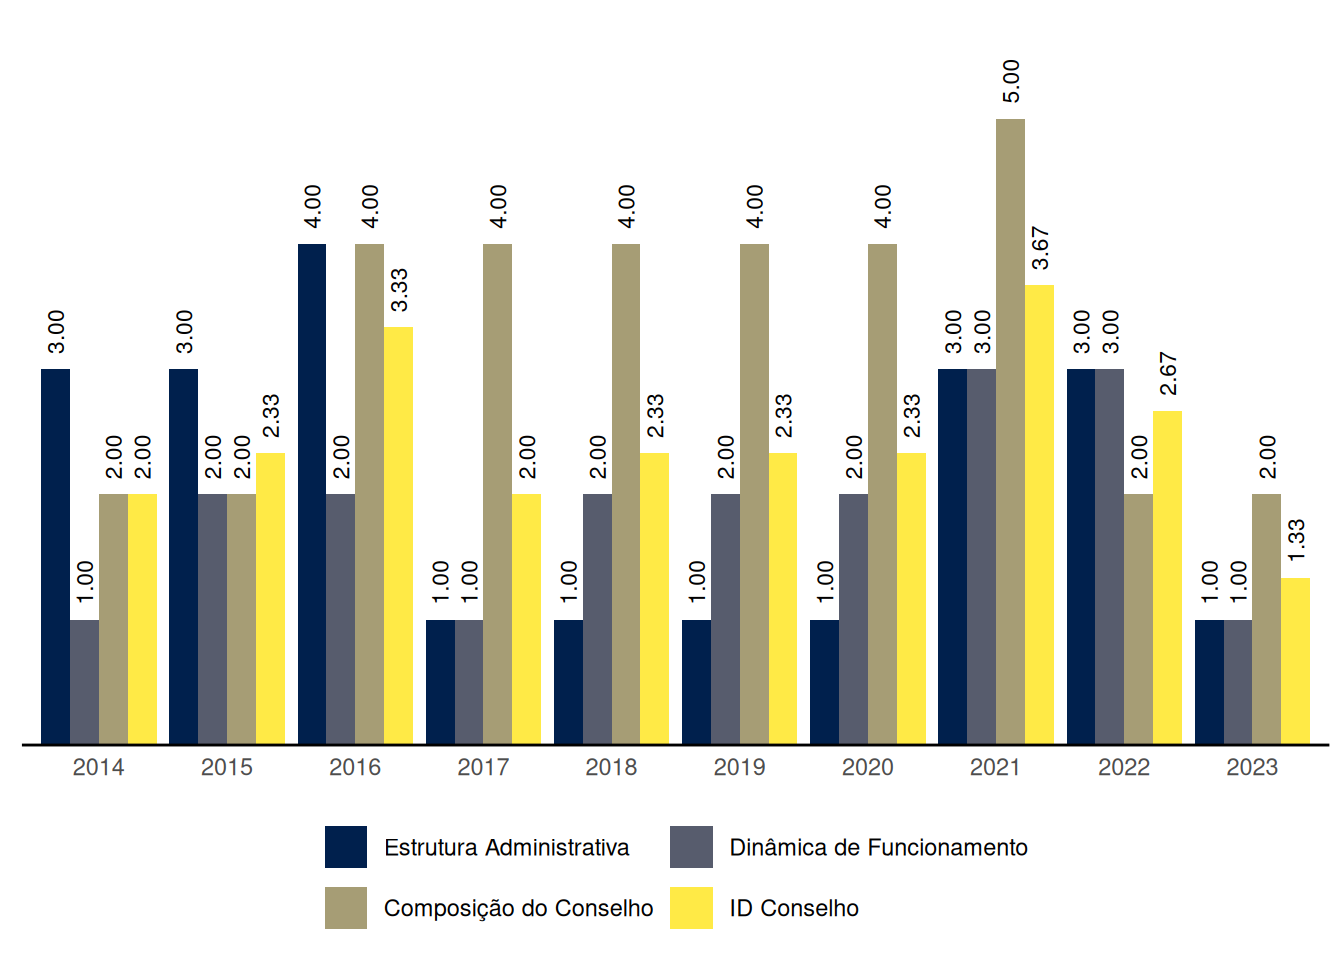 5.00
4.00 4.00 4.00 4.00 4.00 4.00
3.67
3.33
3.00 3.00 3.00 3.00 3.00 3.00
2.67
2.33 2.33 2.33 2.33
2.00 2.00 2.00 2.00 2.00 2.00 2.00 2.00 2.00 2.00 2.00
1.33
1.00 1.00 1.00 1.00 1.00 1.00 1.00 1.00
2014 2015 2016 2017 2018 2019 2020 2021 2022 2023
Estrutura Administrativa Dinâmica de Funcionamento
Composição do Conselho ID Conselho